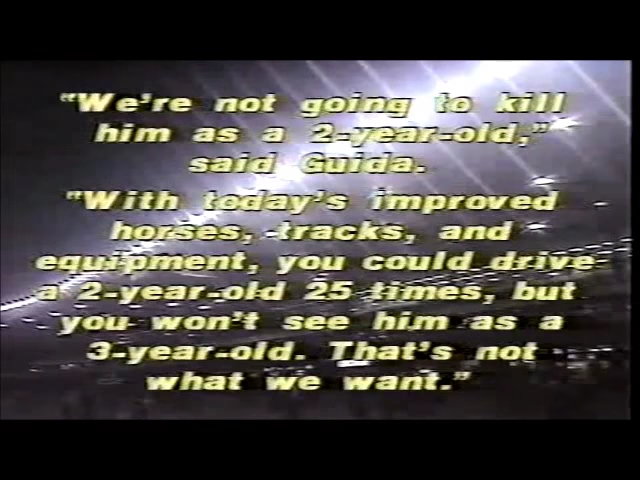 "We're not going to kill
him as a 2-year-old,"
said Guida.
"With today's improved
horses, tracks, and
equipment, you could drive
a 2-year-old 25 times, but
you won't see him as a
3-year-old. That's not
what we want."